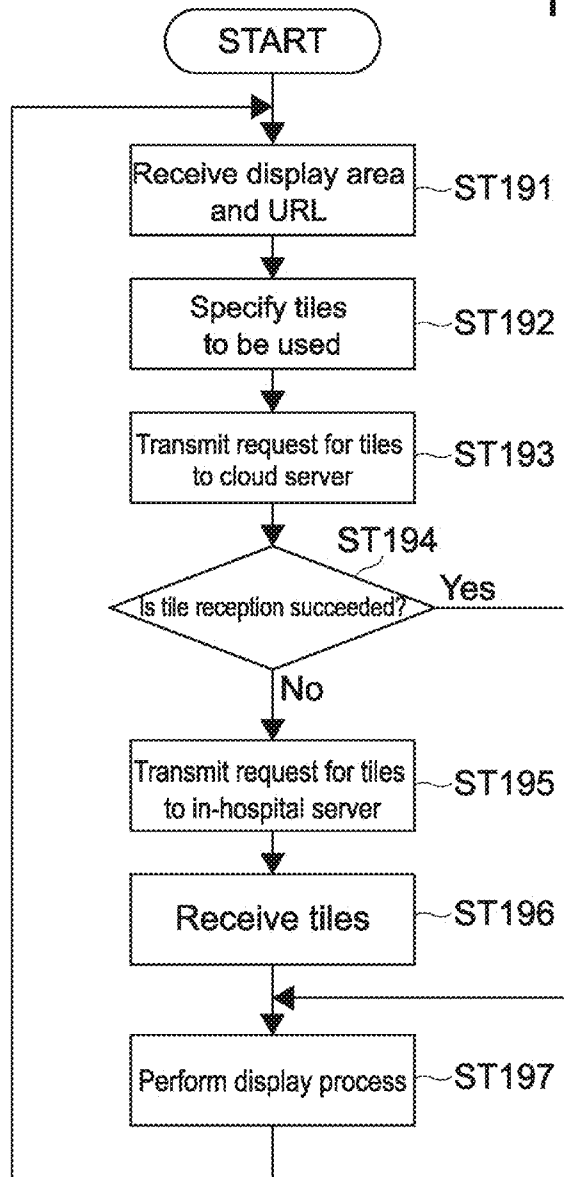 START
Receive display area
and URL
ST191
Specify tiles
to be used
ST192
Transmit request for tiles
to cloud server
ST193
ST194
Is tile reception succeeded?
Yes
No
Transmit request for tiles
to in-hospital server
ST195
Receive tiles
ST196
Perform display process
ST197